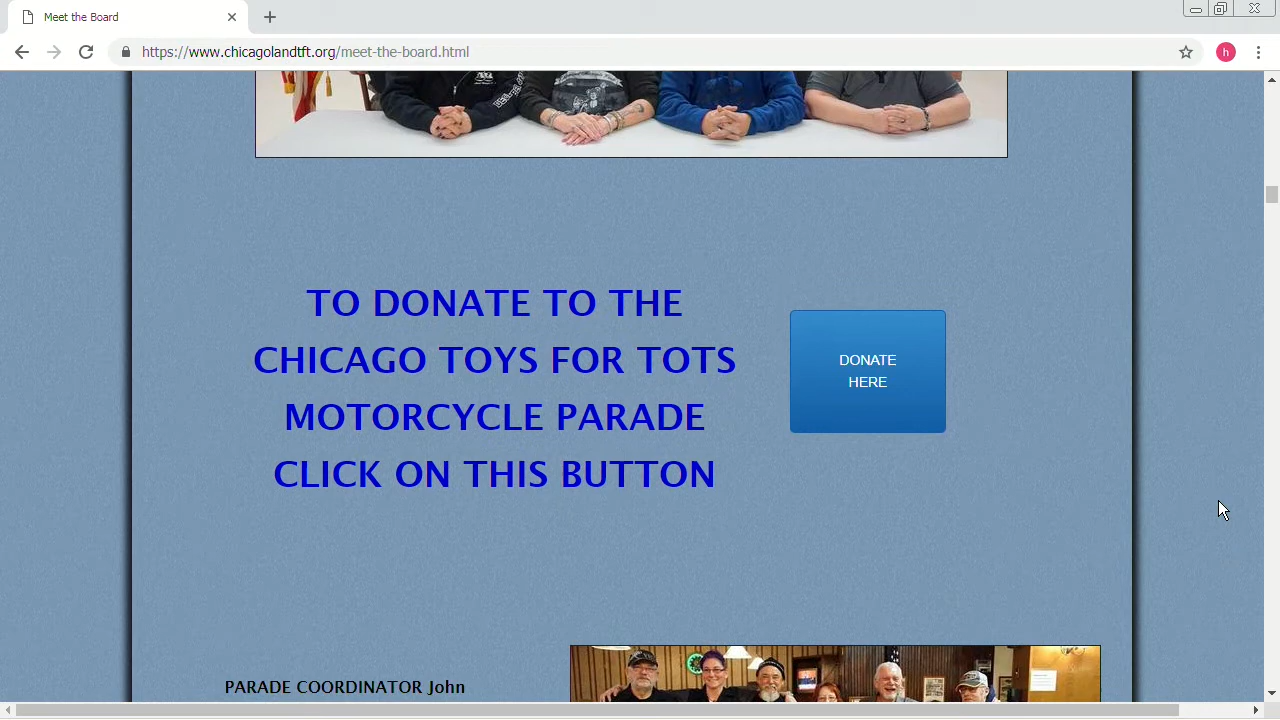 Meet the Board
https://www.chicagolandtft.org/meet-the-board.html
h
TO DONATE TO THE
CHICAGO TOYS FOR TOTS
MOTORCYCLE PARADE
CLICK ON THIS BUTTON
DONATE
HERE
PARADE COORDINATOR John